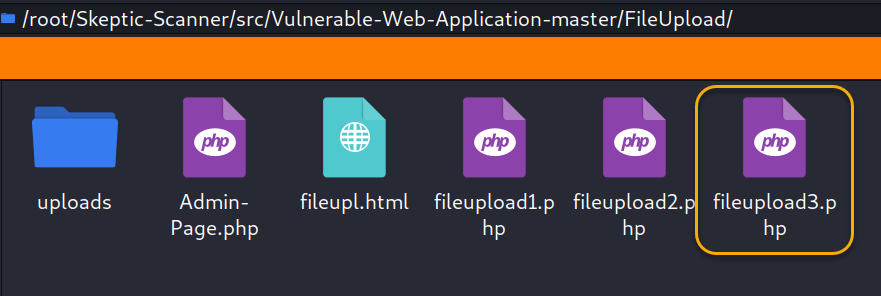 /root/Skeptic-Scanner/src/Vulnerable-Web-Application-master/FileUpload/
php
php
php
php
uploads
Admin-
Page.php
fileupl.html
fileupload1.p
hp
fileupload2.p
hp
fileupload3.p
hp